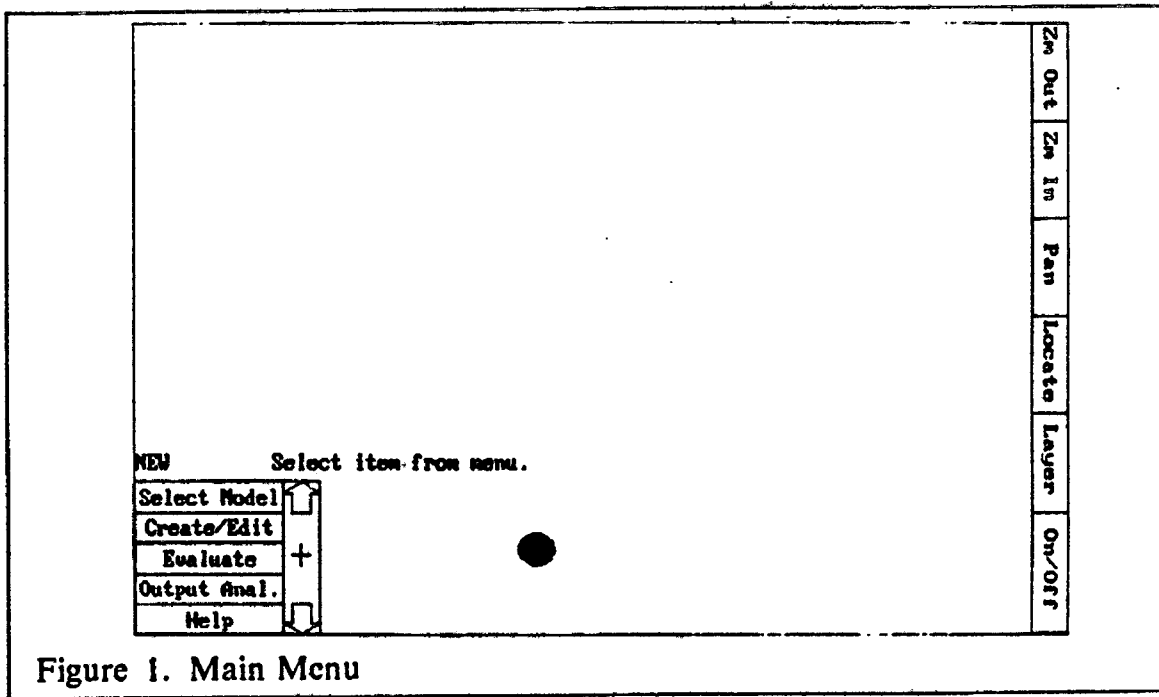 Zm Out
Zm In
Pan
Locate
Layer
On/Off
NEW Select item from menu.
Select Model
Create/Edit
Evaluate
Output Anal.
Help
Figure 1. Main Menu